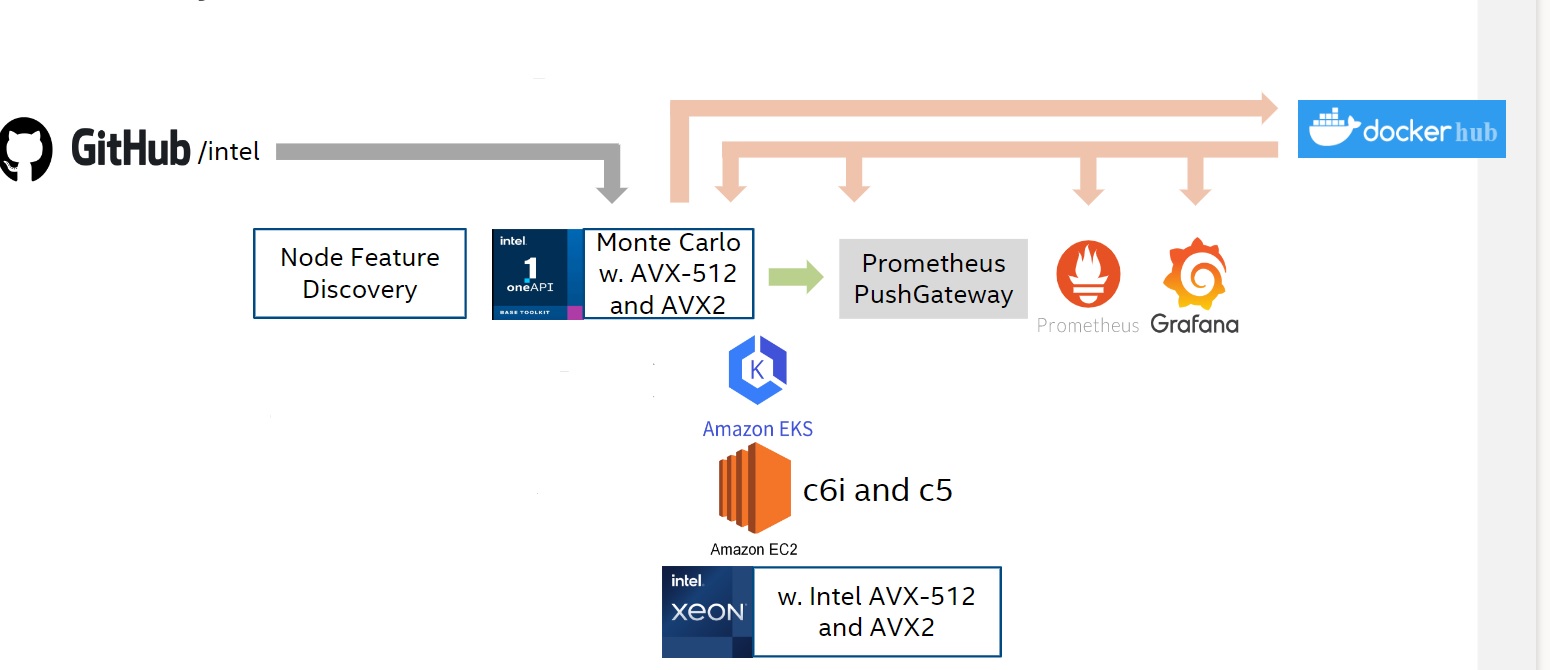 GitHub /intel
docker hub
Node Feature
Discovery
intel.
1
oneAPI
BASE TOOLKIT
Monte Carlo
w. AVX-512
and AVX2
Prometheus
PushGateway
Prometheus
Grafana
K
Amazon EKS
c6i and c5
Amazon EC2
intel.
xeon
w. Intel AVX-512
and AVX2